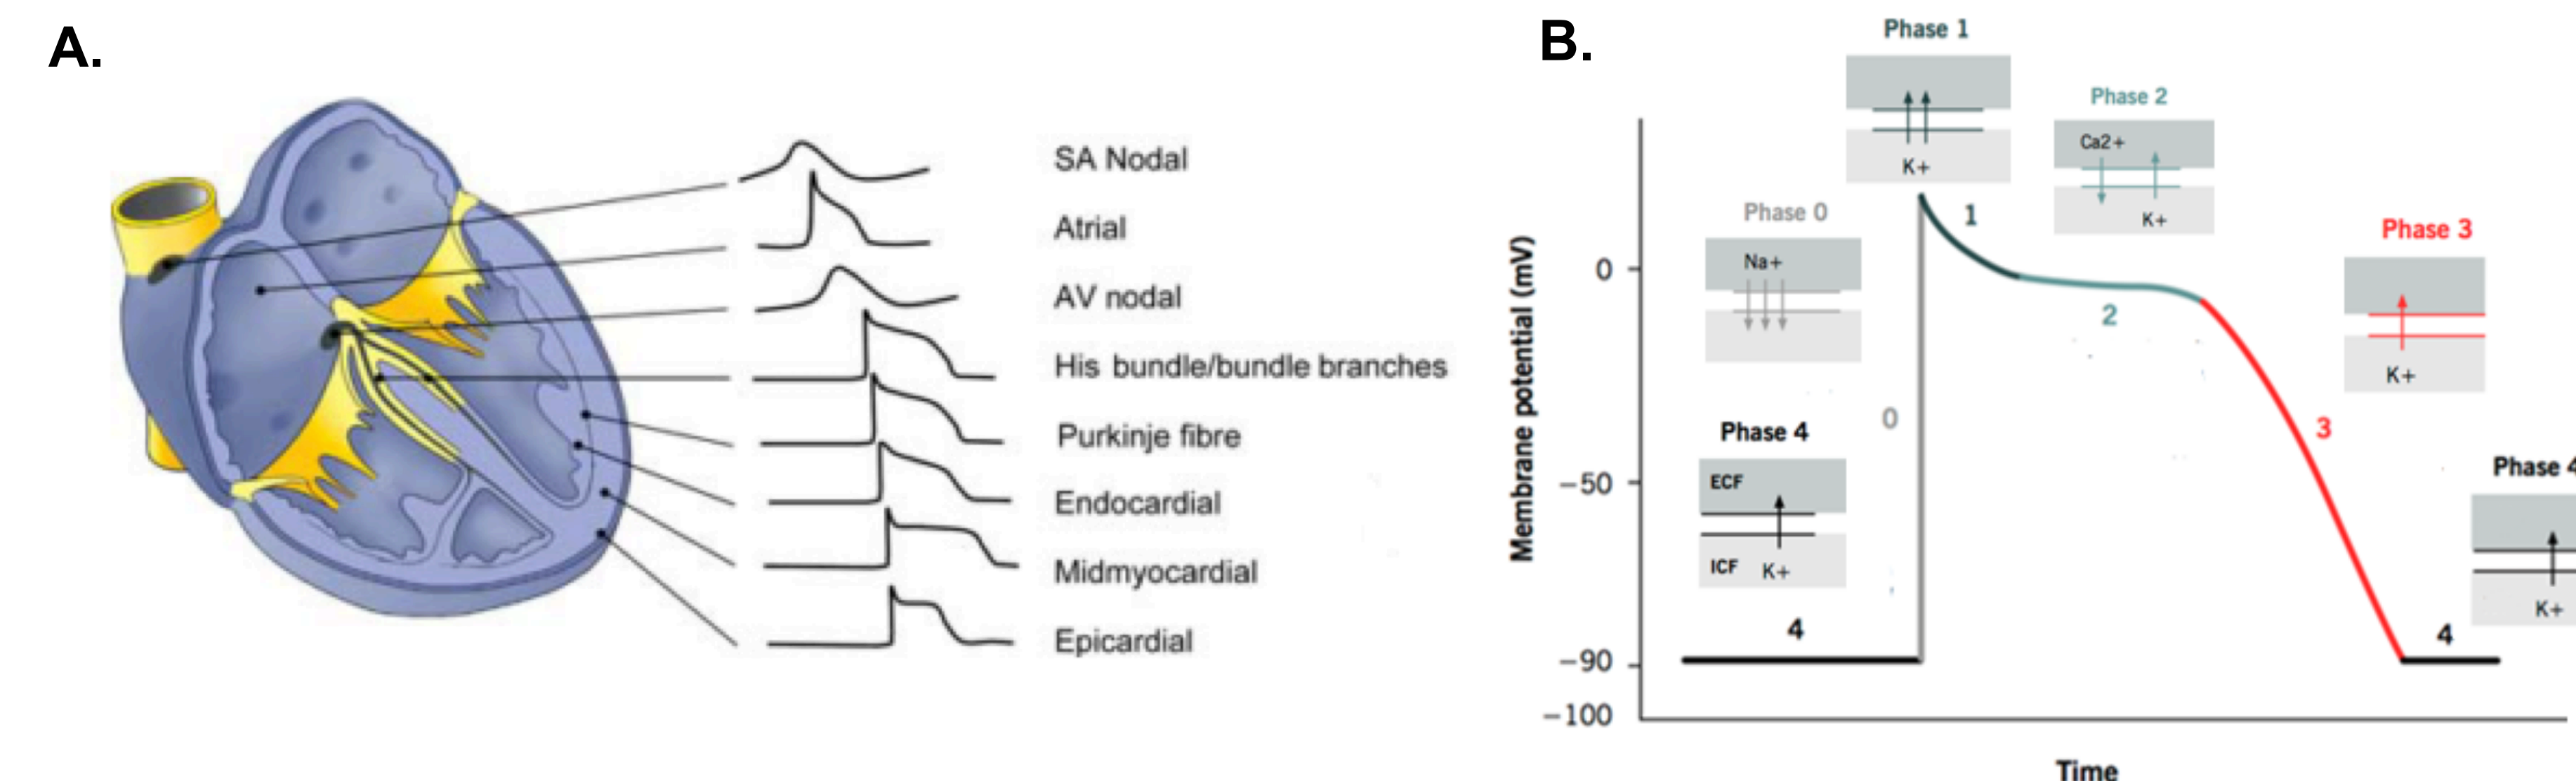 A.
SA Nodal
Atrial
AV nodal
His bundle/bundle branches
Purkinje fibre
Endocardial
Midmyocardial
Epicardial
B.
Phase 1
K+
Phase 2
Ca2+
K+
Phase 0
Na+
Phase 3
K+
Phase 4
ECF
ICF K+
Phase 4
K+
Membrane potential (mV)
0
−50
−90
−100
4
0
1
2
3
4
Time